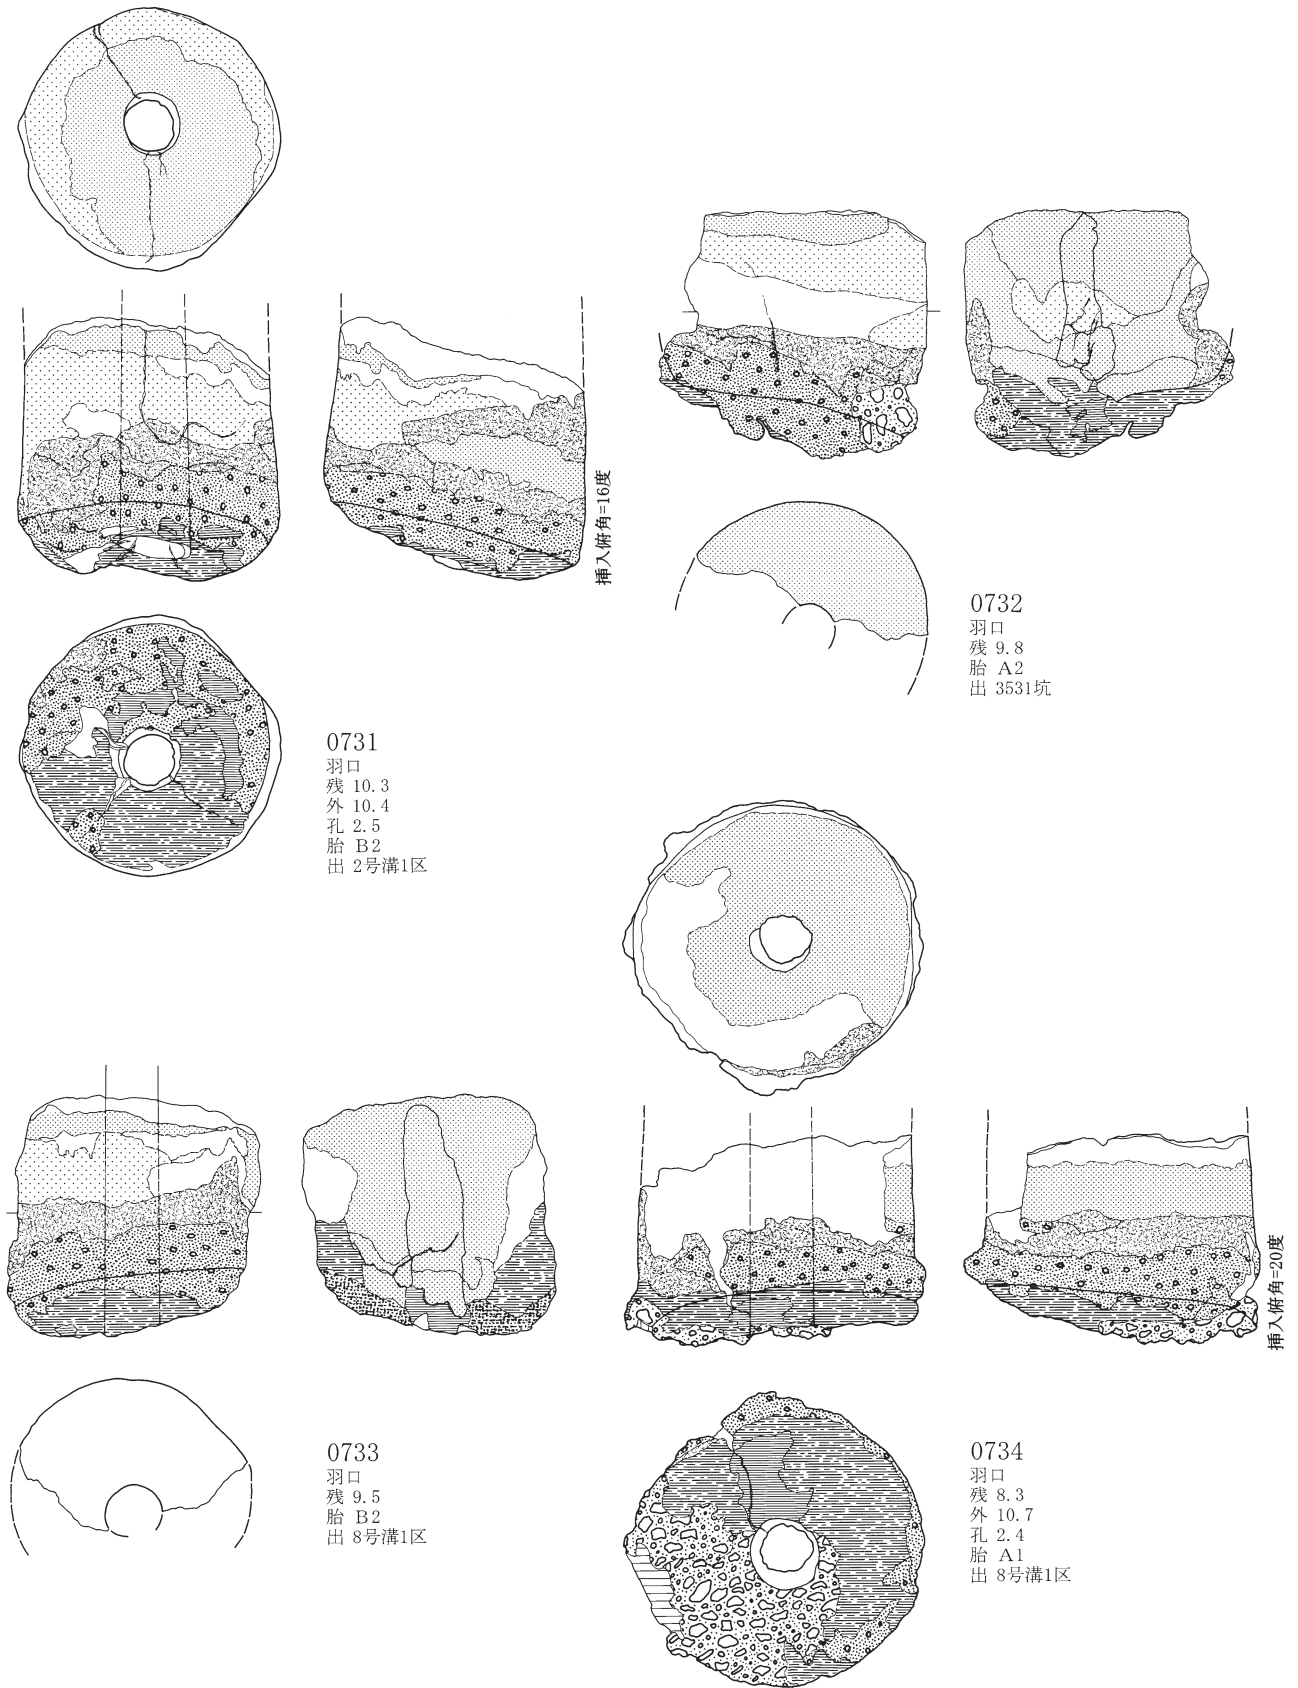 挿入俯角=16度
0732
羽口
残 9.8
胎 A2
出 3531坑
0731
羽口
残 10.3
外 10.4
孔 2.5
胎 B2
出 2号溝1区
挿入俯角=20度
0733
羽口
残 9.5
胎 B2
出 8号溝1区
0734
羽口
残 8.3
外 10.7
孔 2.4
胎 A1
出 8号溝1区